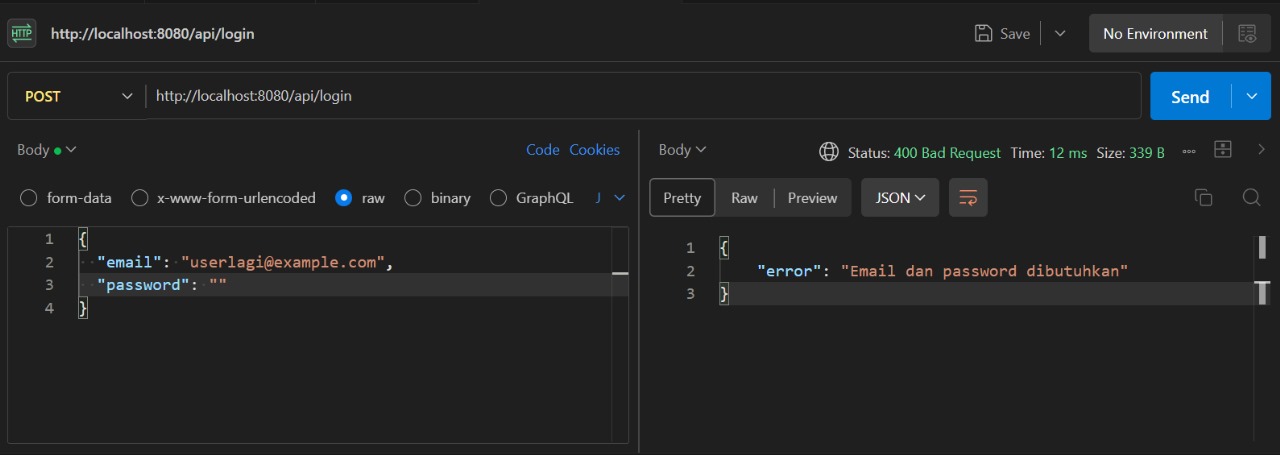 HTTP http://localhost:8080/api/login Save No Environment
POST http://localhost:8080/api/login Send
Body Code Cookies
form-data x-www-form-urlencoded raw binary GraphQL J
1 {
2 "email": "userlagi@example.com",
3 "password": ""
4 }
Body Status: 400 Bad Request Time: 12 ms Size: 339 B
Pretty Raw Preview JSON
1 {
2 "error": "Email dan password dibutuhkan"
3 }